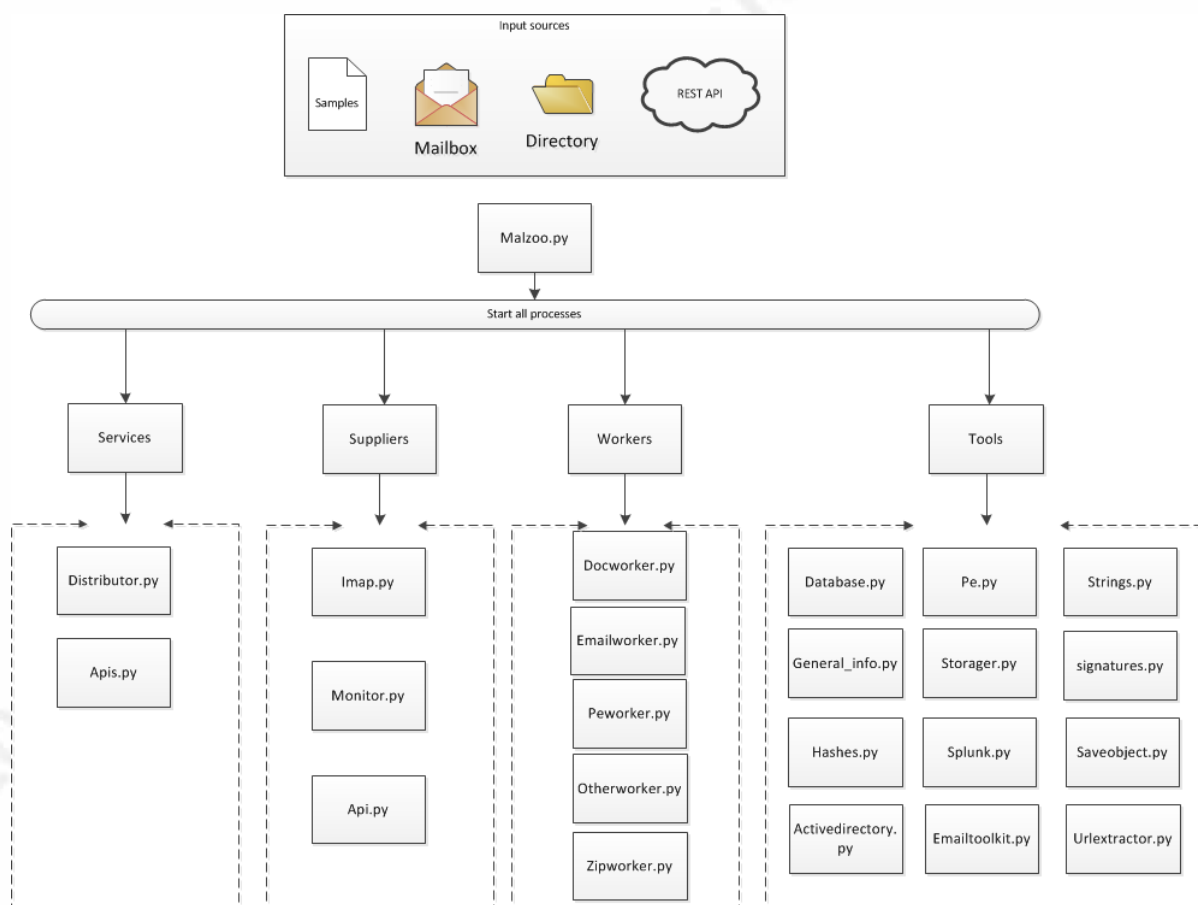 Input sources
Samples
Mailbox
Directory
REST API
Malzoo.py
Start all processes
Services
Suppliers
Workers
Tools
Distributor.py
Apis.py
Imap.py
Monitor.py
Api.py
Docworker.py
Emailworker.py
Peworker.py
Otherworker.py
Zipworker.py
Database.py
Pe.py
Strings.py
General_info.py
Storager.py
signatures.py
Hashes.py
Splunk.py
Saveobject.py
Activedirectory.
py
Emailtoolkit.py
Urlextractor.py